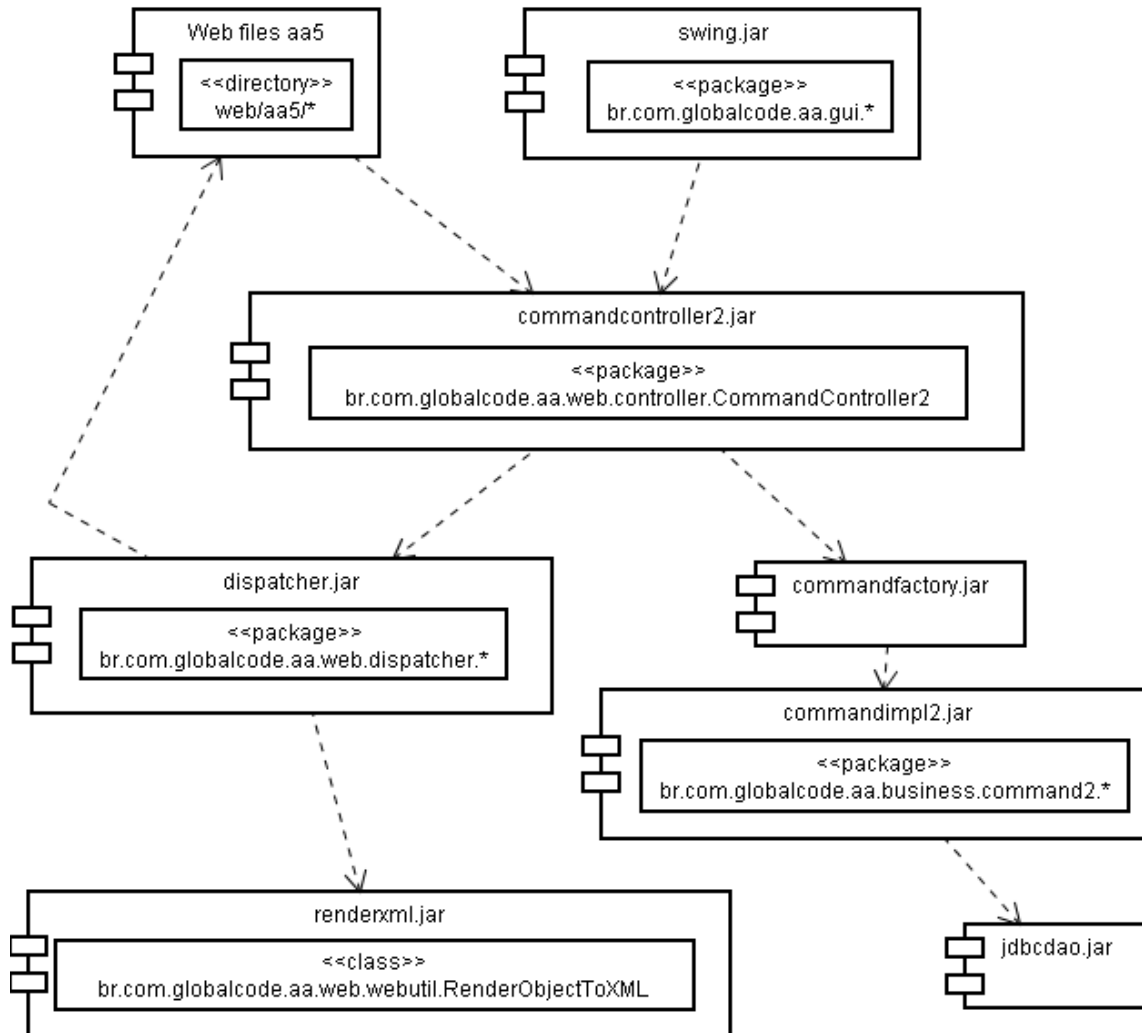 Web files aa5
<<directory>>
web/aa5/*
swing.jar
<<package>>
br.com.globalcode.aa.gui.*
commandcontroller2.jar
<<package>>
br.com.globalcode.aa.web.controller.CommandController2
dispatcher.jar
<<package>>
br.com.globalcode.aa.web.dispatcher.*
commandfactory.jar
commandimpl2.jar
<<package>>
br.com.globalcode.aa.business.command2.*
renderxml.jar
<<class>>
br.com.globalcode.aa.web.webutil.RenderObjectToXML
jdbcdao.jar